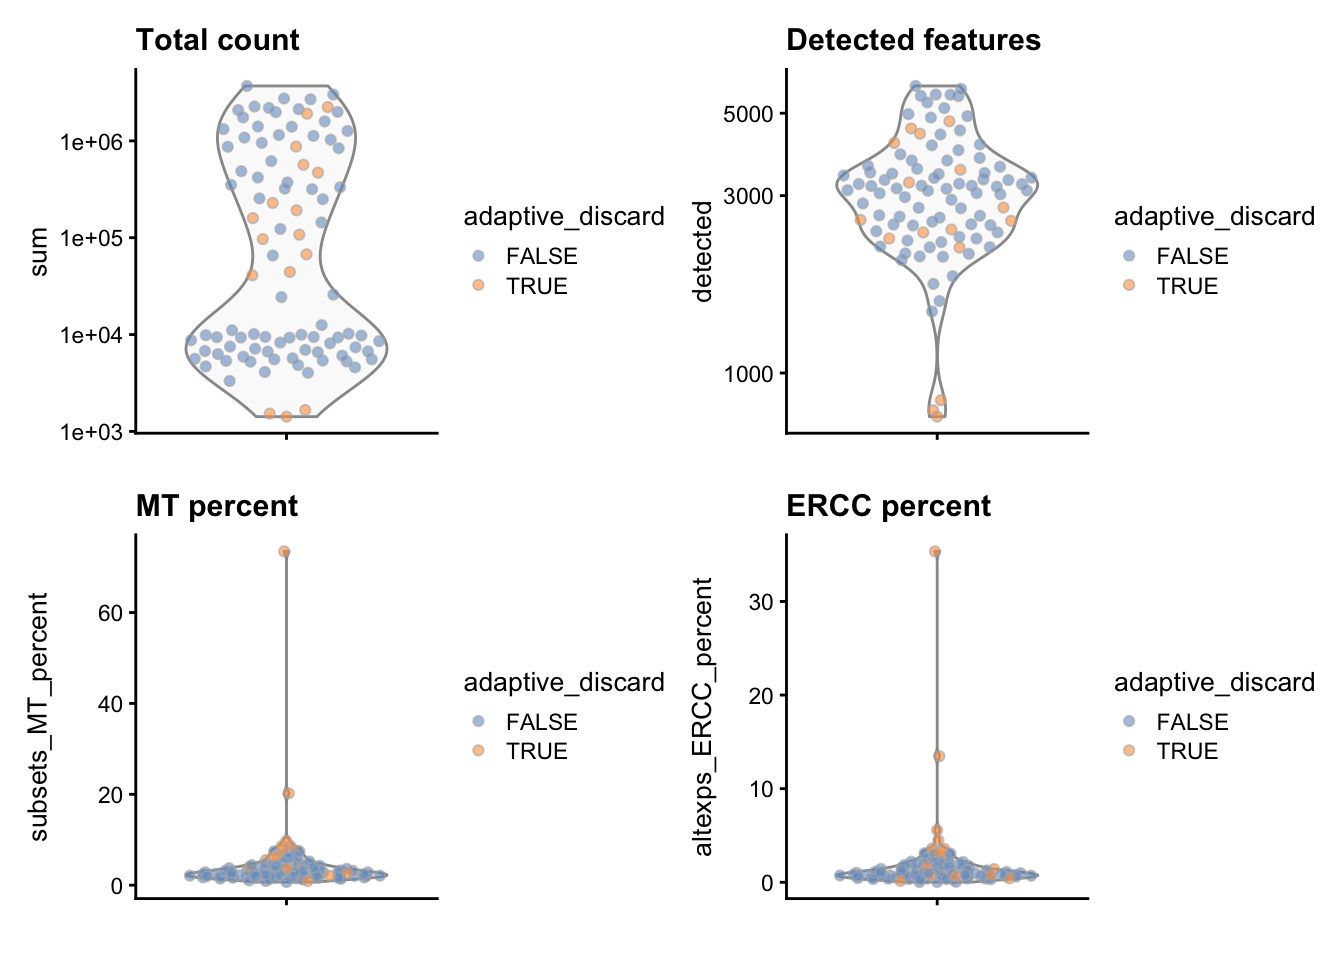 Total count
sum
1e+06
1e+05
1e+04
1e+03
adaptive_discard
FALSE
TRUE
Detected features
detected
5000
3000
1000
adaptive_discard
FALSE
TRUE
MT percent
subsets_MT_percent
60
40
20
0
adaptive_discard
FALSE
TRUE
ERCC percent
altexps_ERCC_percent
30
20
10
0
adaptive_discard
FALSE
TRUE